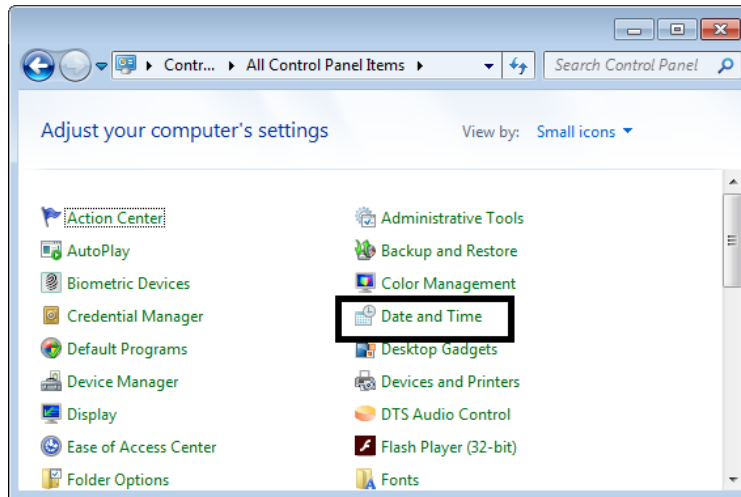 Contr... All Control Panel Items
Search Control Panel
Adjust your computer's settings
View by: Small icons
Action Center
Administrative Tools
AutoPlay
Backup and Restore
Biometric Devices
Color Management
Credential Manager
Date and Time
Default Programs
Desktop Gadgets
Device Manager
Devices and Printers
Display
DTS Audio Control
Ease of Access Center
Flash Player (32-bit)
Folder Options
Fonts